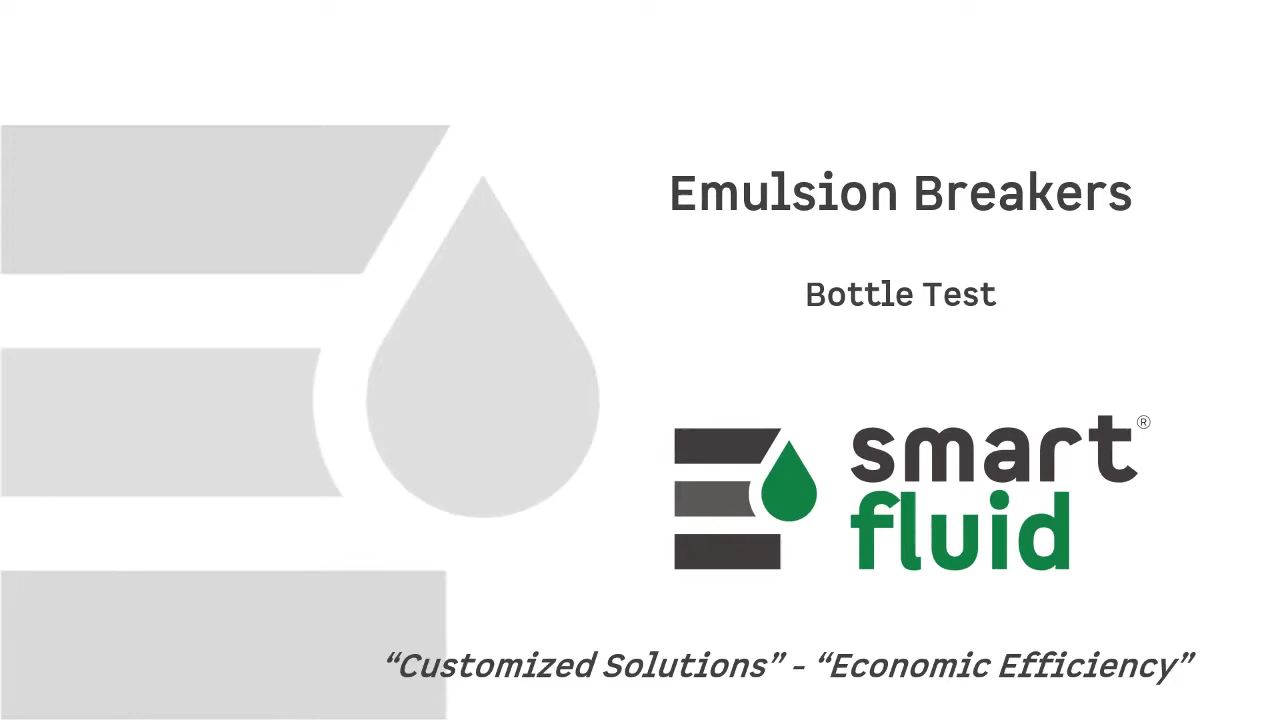 Emulsion Breakers
Bottle Test
smart®
fluid
“Customized Solutions” - “Economic Efficiency”